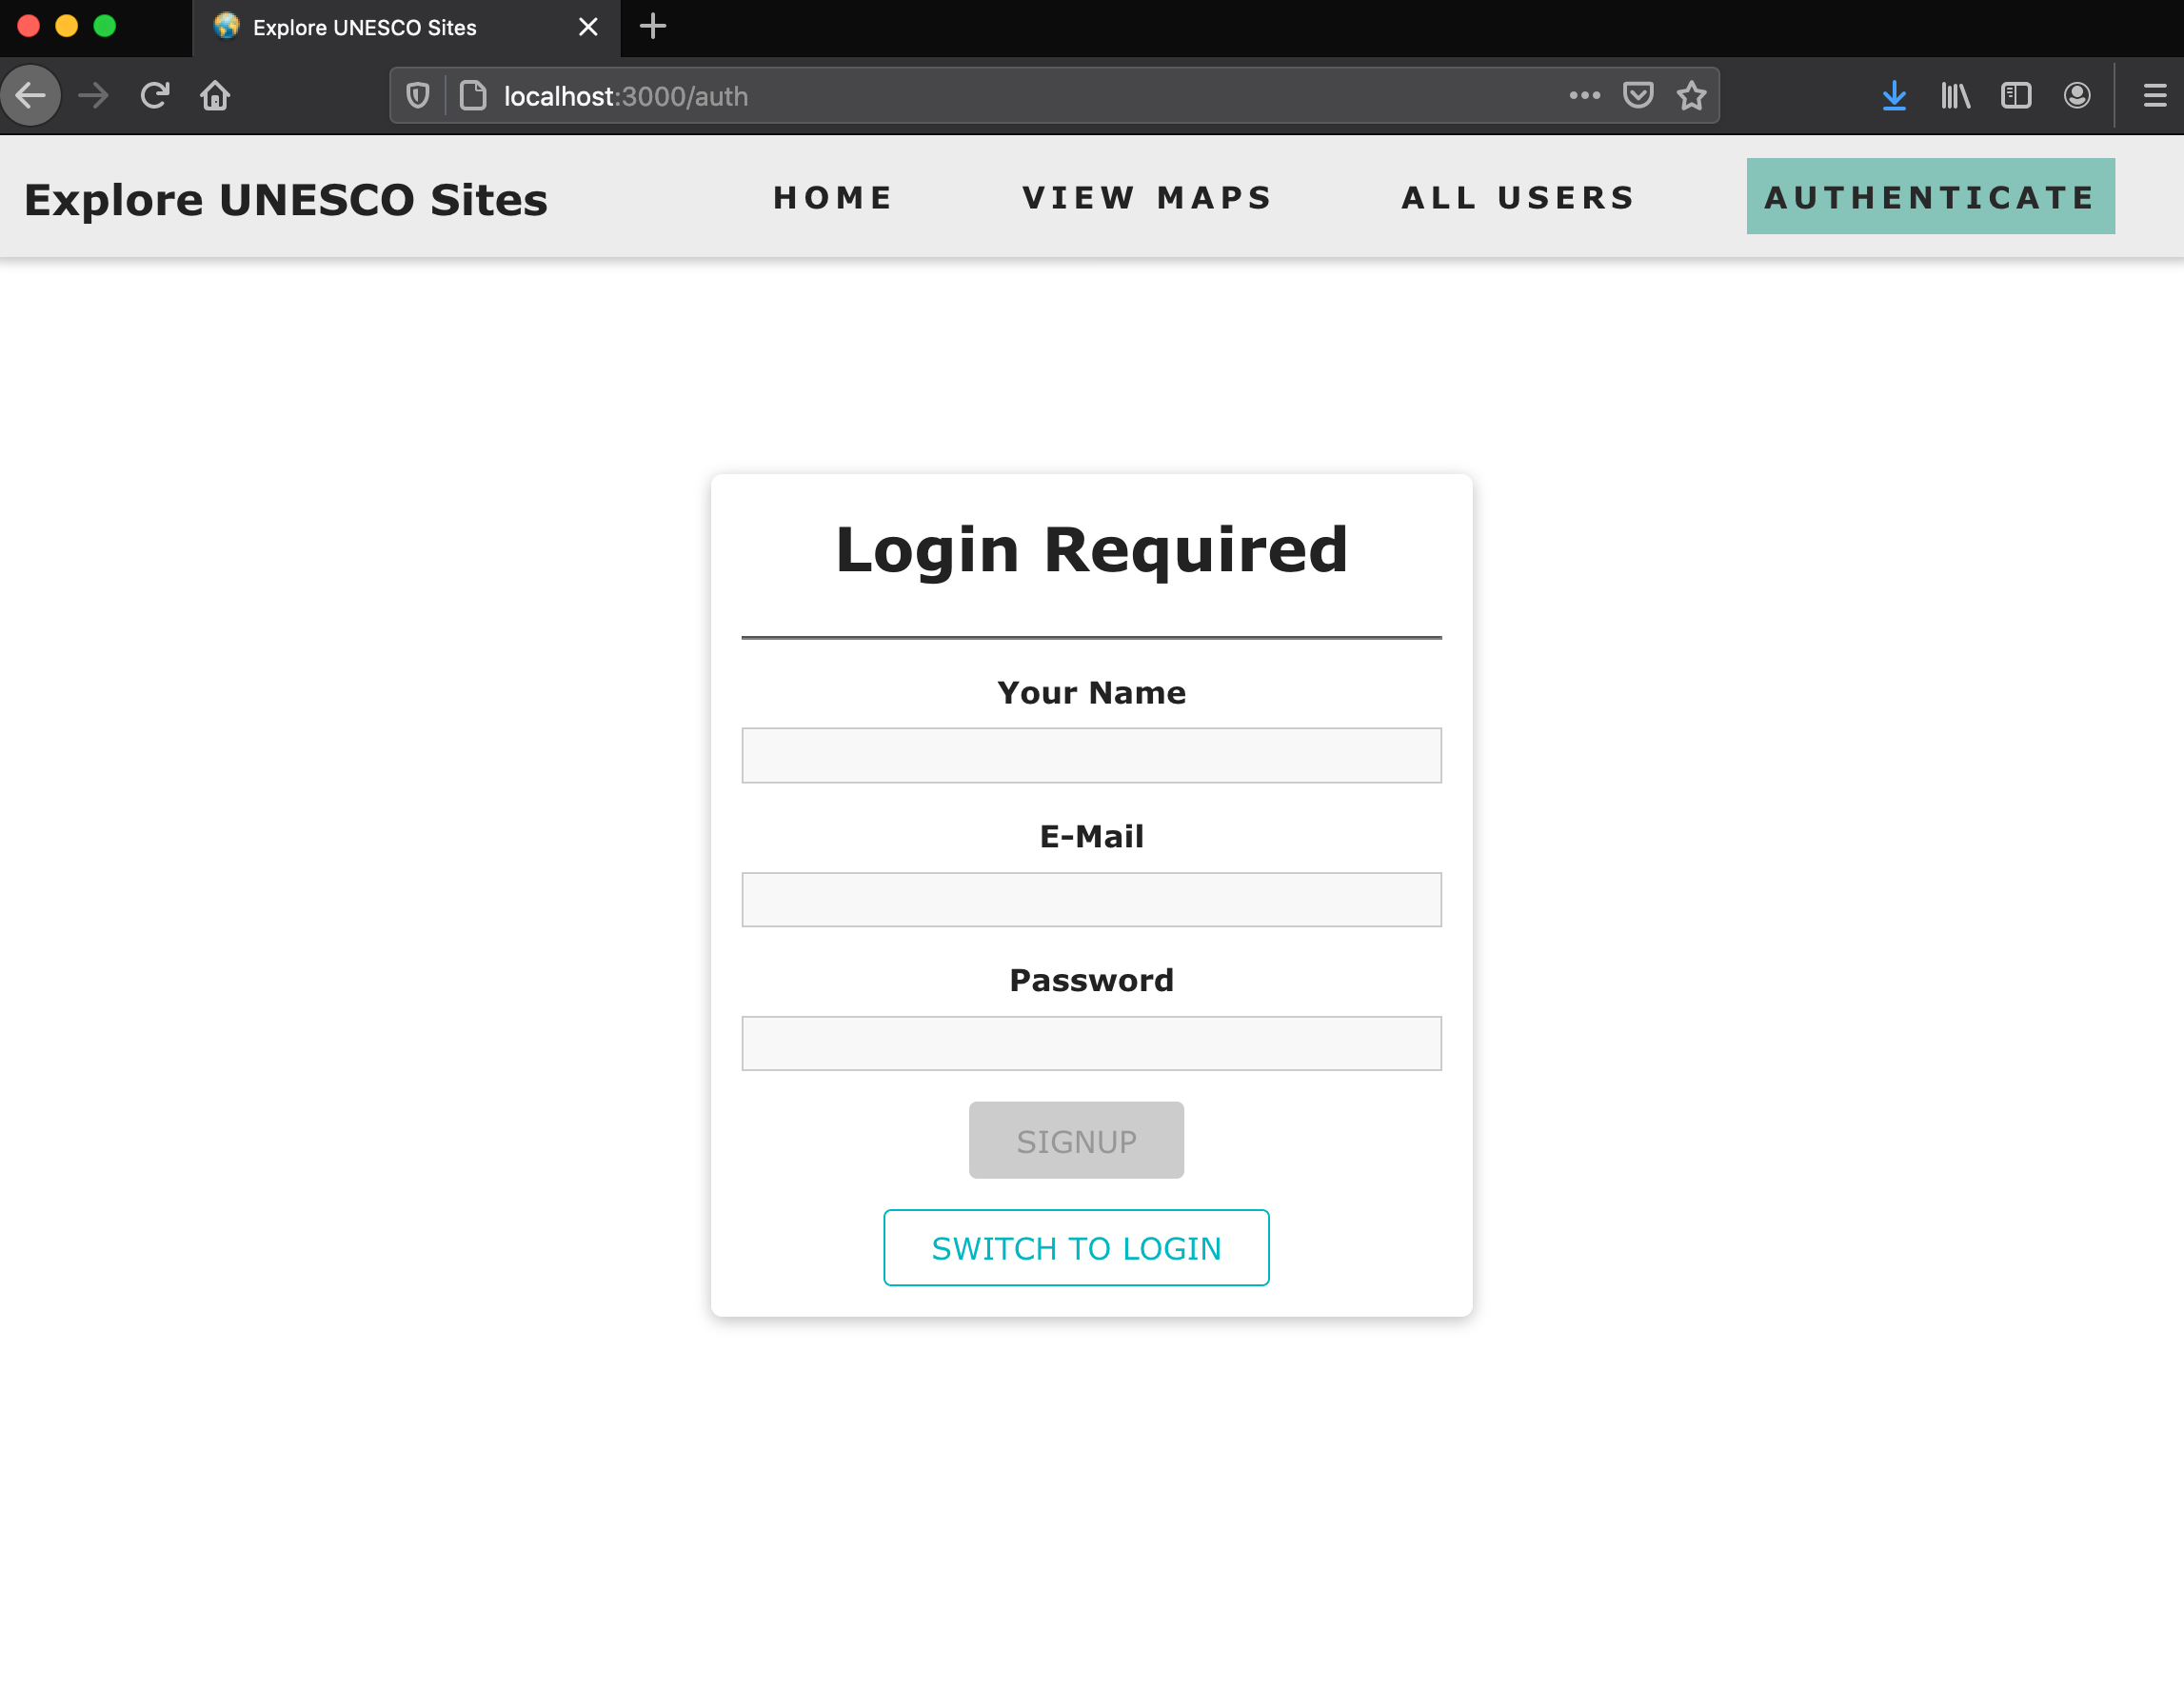 Explore UNESCO Sites
localhost:3000/auth
Explore UNESCO Sites HOME VIEW MAPS ALL USERS AUTHENTICATE
Login Required
Your Name
E-Mail
Password
SIGNUP
SWITCH TO LOGIN